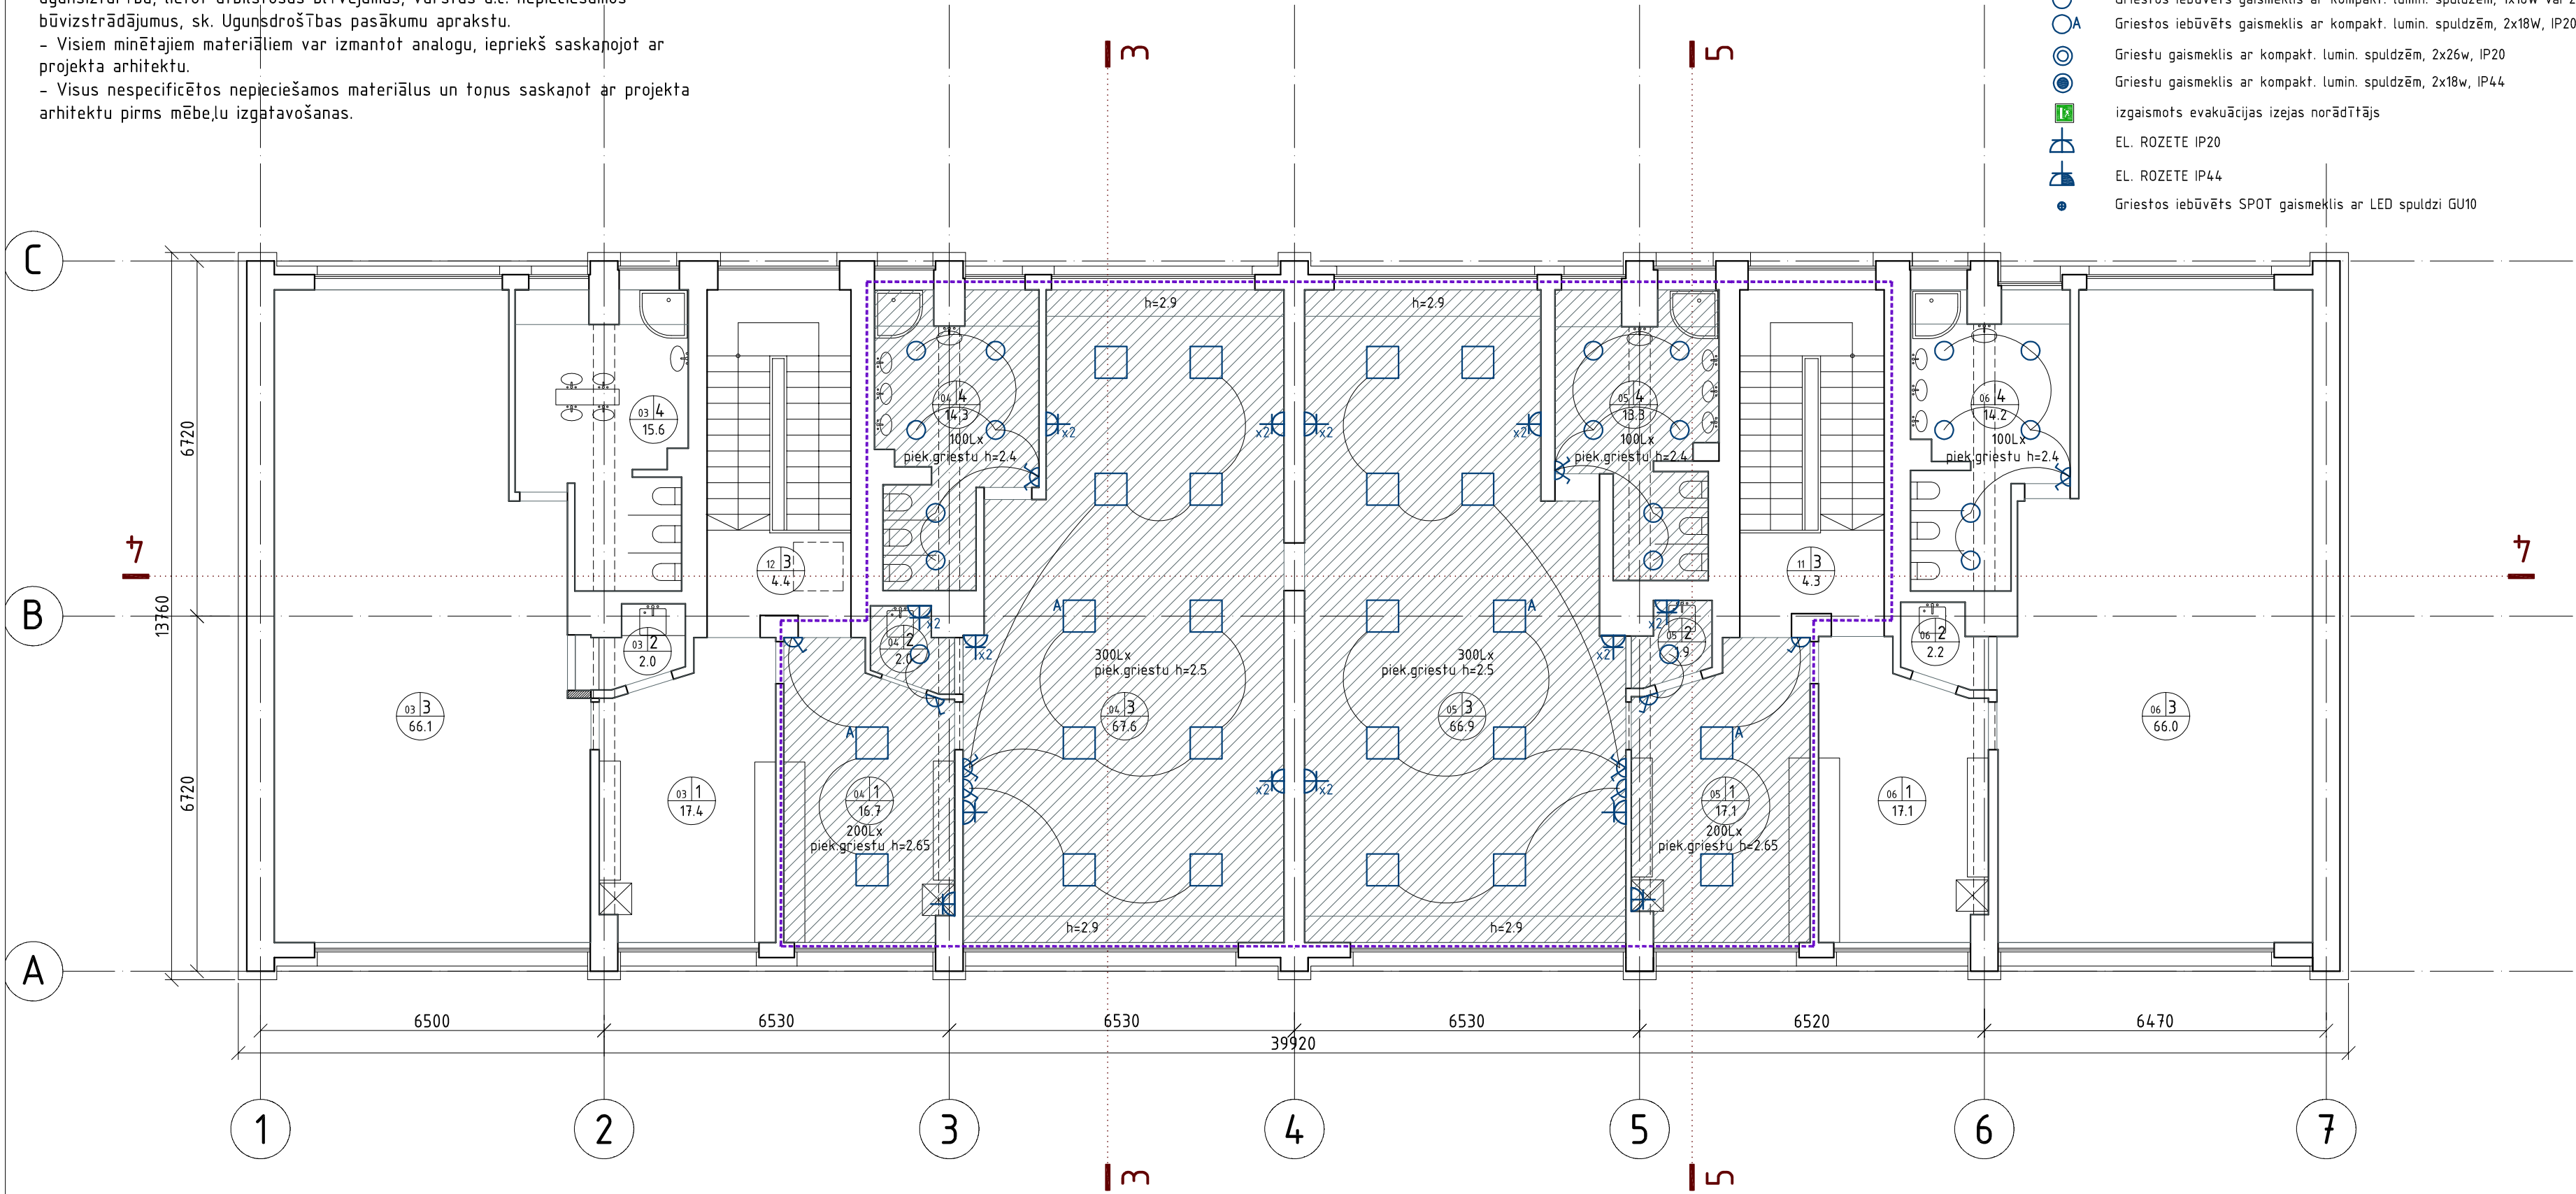 būvizstrādājumus, sk. Ugunsdrošības pasākumu aprakstu.
- Visiem minētajiem materiāliem var izmantot analogu, iepriekš saskaņojot ar
projekta arhitektu.
- Visus nespecificētos nepieciešamos materiālus un toņus saskaņot ar projekta
arhitektu pirms mēbeļu izgatavošanas.
Griestos iebūvēts gaismeklis ar kompakt. lumin. spuldzēm, 2x18W, IP20
A
Griestu gaismeklis ar kompakt. lumin. spuldzēm, 2x26w, IP20
Griestu gaismeklis ar kompakt. lumin. spuldzēm, 2x18w, IP44
izgaismots evakuācijas izejas norādītājs
EL. ROZETE IP20
EL. ROZETE IP44
Griestos iebūvēts SPOT gaismeklis ar LED spuldzi GU10
3
5
C
h=2.9
h=2.9
03 4
15.6
04 4
14.3
100Lx
piek.griestu h=2.4
x2
x2
x2
x2
05 4
13.3
100Lx
piek.griestu h=2.4
06 4
14.2
100Lx
piek.griestu h=2.4
6720
13760
6720
4
4
12 3
4.4
11 3
4.3
B
A
A
03 2
2.0
04 2
2.0
x2
x2
x2
x2
05 2
1.9
06 2
2.2
300Lx
piek.griestu h=2.5
300Lx
piek.griestu h=2.5
03 3
66.1
04 3
67.6
05 3
66.9
06 3
66.0
A
A
x2
x2
03 1
17.4
04 1
16.7
200Lx
piek.griestu h=2.65
05 1
17.1
200Lx
piek.griestu h=2.65
06 1
17.1
h=2.9
h=2.9
A
6500
6530
6530
6530
6520
6470
39920
1
2
3
4
5
6
7
3
5